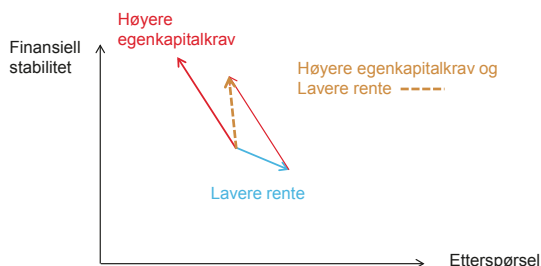 Høyere
egenkapitalkrav
Finansiell
stabilitet
Høyere egenkapitalkrav og
Lavere rente
Lavere rente
Etterspørsel